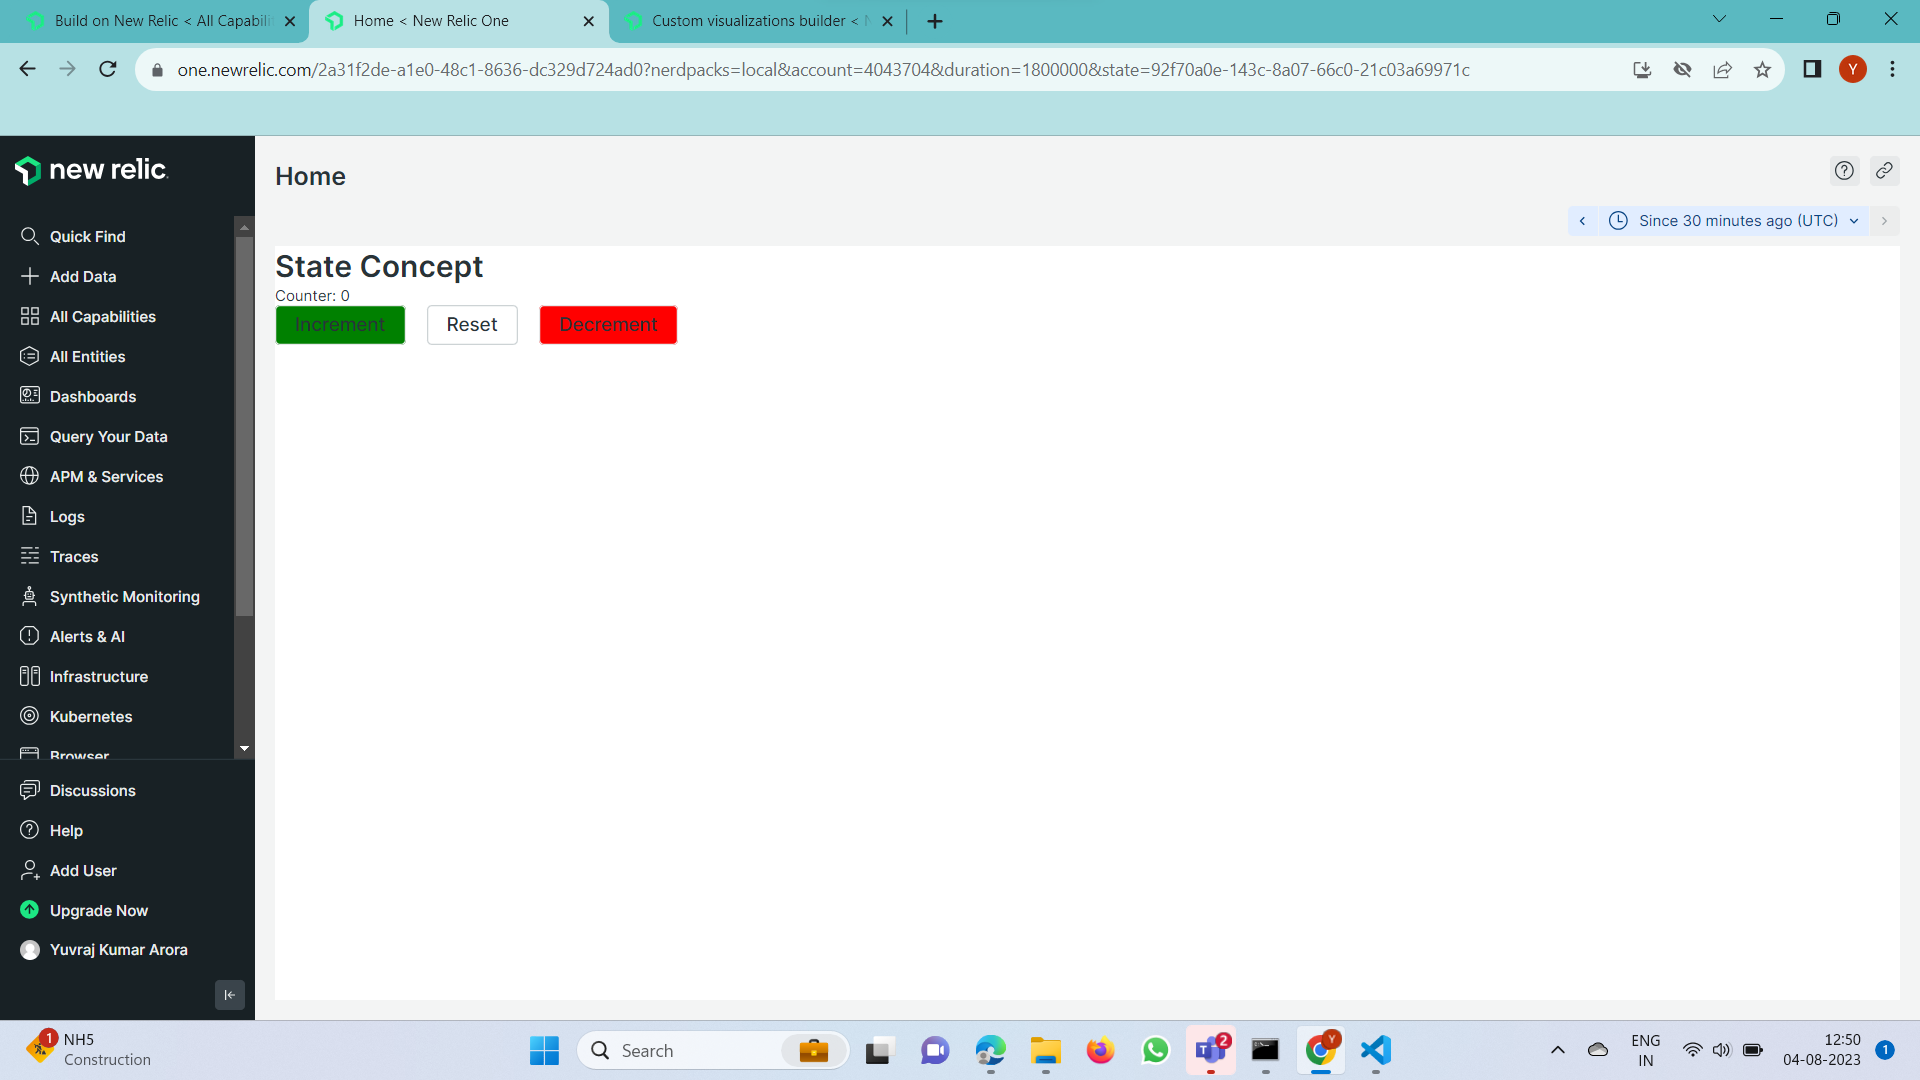 Build on New Relic < All Capabili
Home < New Relic One
Custom visualizations builder < N
one.newrelic.com/2a31f2de-a1e0-48c1-8636-dc329d724ad0?nerdpacks=local&account=4043704&duration=1800000&state=92f70a0e-143c-8a07-66c0-21c03a69971c
Y
new relic
Home
Since 30 minutes ago (UTC)
Quick Find
Add Data
All Capabilities
All Entities
Dashboards
Query Your Data
APM & Services
Logs
Traces
Synthetic Monitoring
Alerts & AI
Infrastructure
Kubernetes
Browser
Discussions
Help
Add User
Upgrade Now
Yuvraj Kumar Arora
State Concept
Counter: 0
Increment Reset Decrement
1 NH5
Construction
Search
T 2
Y
ENG
IN
12:50
04-08-2023
1